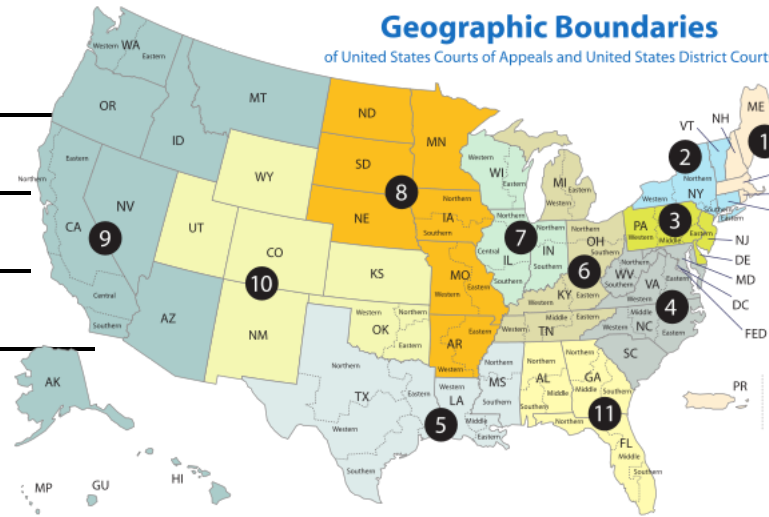 Geographic Boundaries
of United States Courts of Appeals and United States District Court
Western WA
Eastern
OR
MT
ID
Eastern
Northern
NV
CA
9
Central
Southern
AZ
AK
MP
GU
HI
WY
UT
CO
10
KS
NM
Western Northern
OK
Eastern
ND
MN
SD
8
NE
Northern
IA
Southern
MO
Eastern
Western
Eastern
AR
Western
Northern
TX
Eastern
Western
Southern
Western
LA
Middle
Eastern
5
Northern
MS
Southern
Western
WI
Eastern
Northern
7
Central
IL
Southern
Northern
IN
Southern
MI
Eastern
Western
Northern
OH
Southern
6
Western KY Eastern
Middle Eastern
Western TN
Northern
AL
Middle
Southern
Northern
GA
Middle Southern
11
Northern
FL
Middle
Southern
Northern
WV
Southern
VA
Eastern
Western
4
Middle
Western NC Eastern
SC
PA
3
Western Middle Eastern
NJ
DE
MD
DC
FED
VT
NH
ME
1
2
Northern
NY
Southern
Eastern
Western
PR